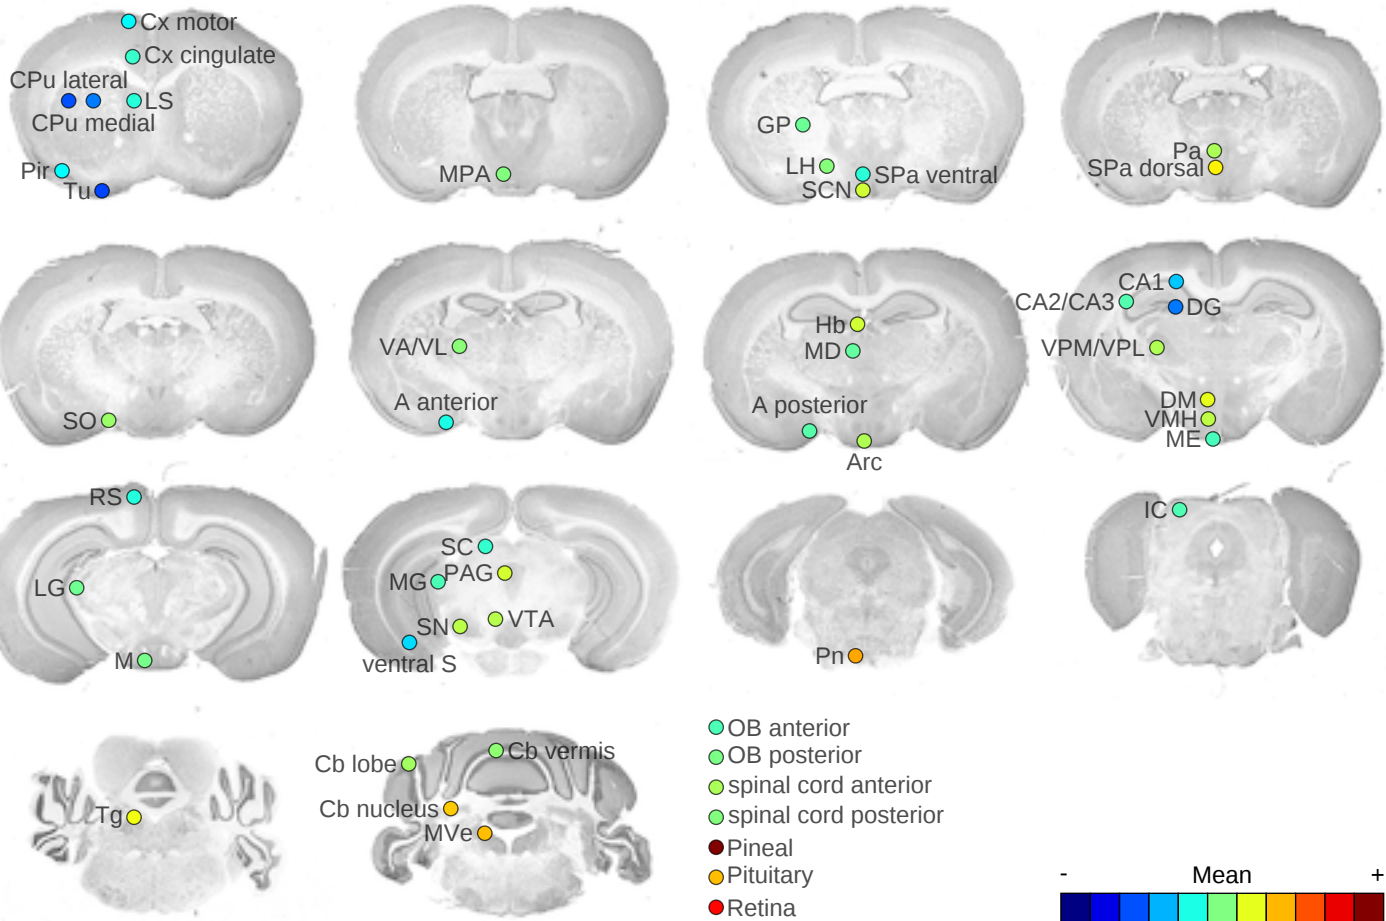 Cx motor
Cx cingulate
CPu lateral
LS
CPu medial
Pir
Tu
MPA
GP
LH
SPa ventral
SCN
Pa
SPa dorsal
SO
VA/VL
A anterior
Hb
MD
A posterior
Arc
CA1
CA2/CA3
DG
VPM/VPL
DM
VMH
ME
RS
LG
M
SC
MG
PAG
SN
VTA
ventral S
Pn
IC
Tg
Cb lobe
Cb vermis
Cb nucleus
MVe
OB anterior
OB posterior
spinal cord anterior
spinal cord posterior
Pineal
Pituitary
Retina
- Mean +